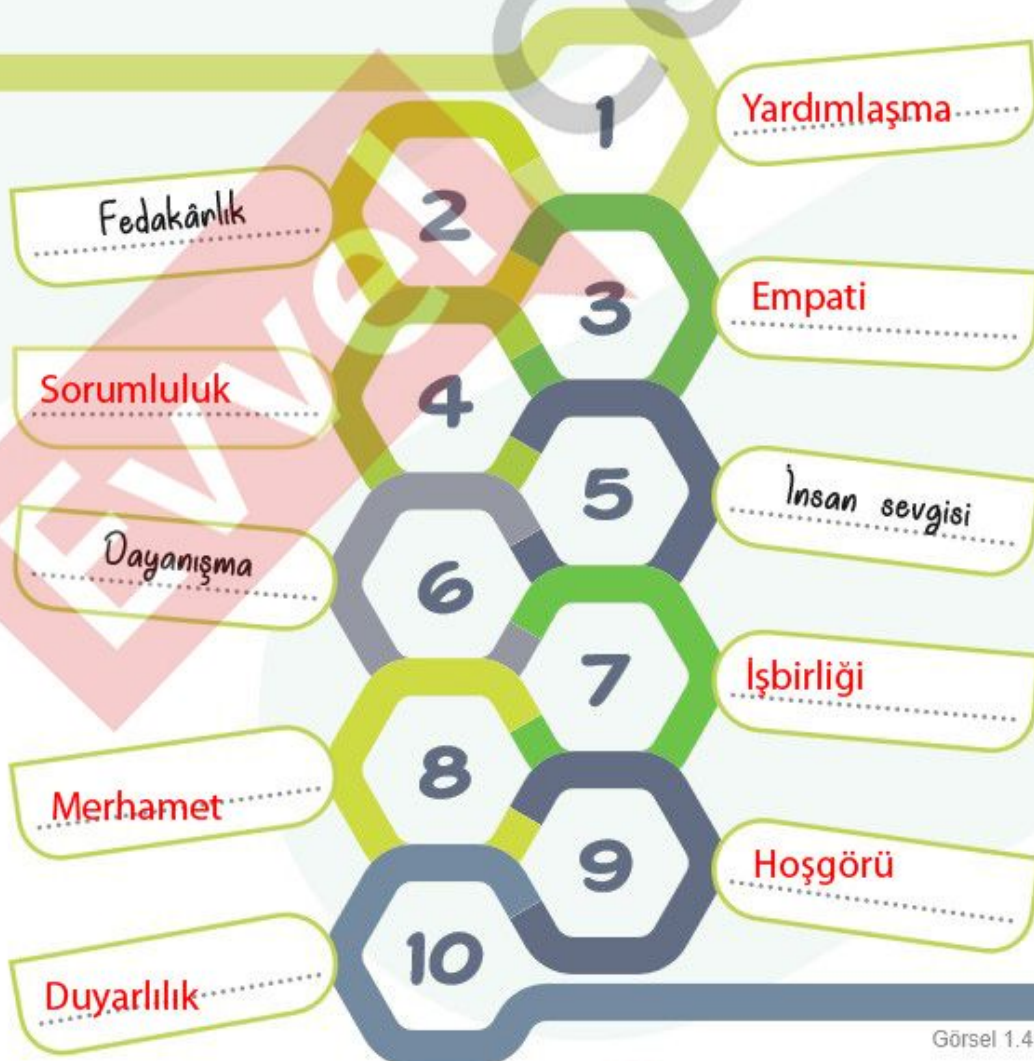 1
Yardımlaşma
2
Fedakârlık
3
Empati
4
Sorumluluk
5
İnsan sevgisi
6
Dayanışma
7
İşbirliği
8
Merhamet
9
Hoşgörü
10
Duyarlılık
Görsel 1.4
Evvel